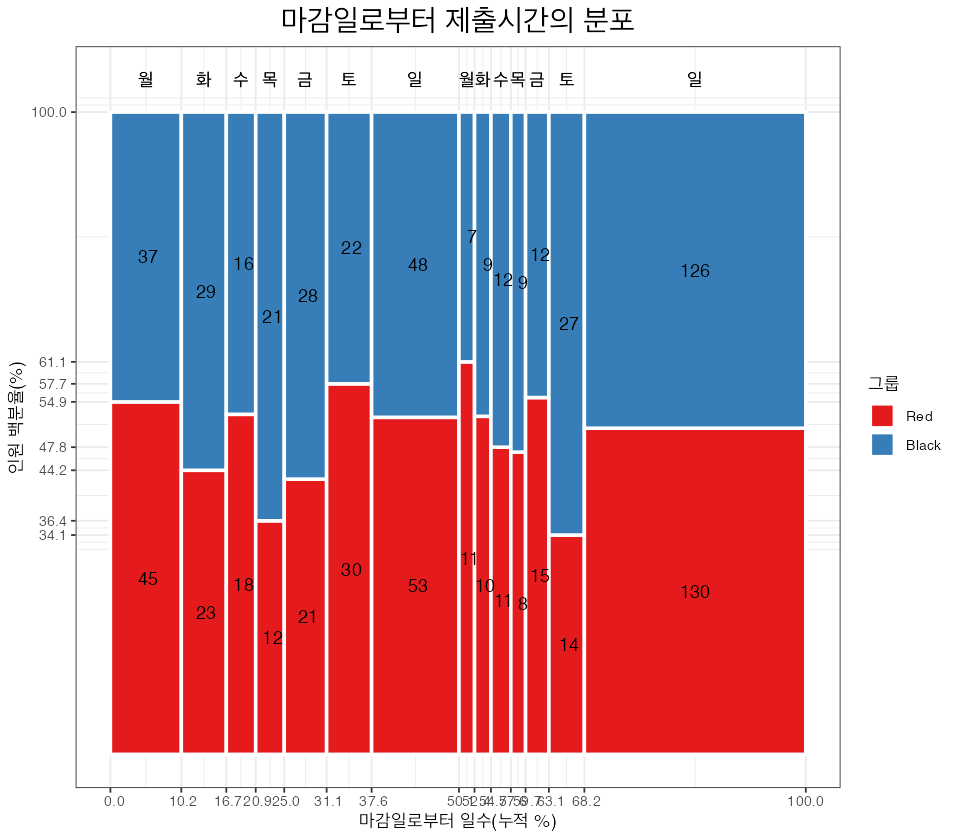 마감일로부터 제출시간의 분포
월 화 수 목 금 토 일 월 화 수 목 금 토 일
100.0
61.1
57.7
54.9
47.8
44.2
36.4
34.1
인원 백분율(%)
37 29 16 21 28 22 48 7 9 12 9 12 27 126
45 23 18 12 21 30 53 11 10 11 8 15 14 130
0.0 10.2 16.7 20.9 25.0 31.1 37.6 63.1 68.2 100.0
마감일로부터 일수(누적 %)
그룹
Red
Black